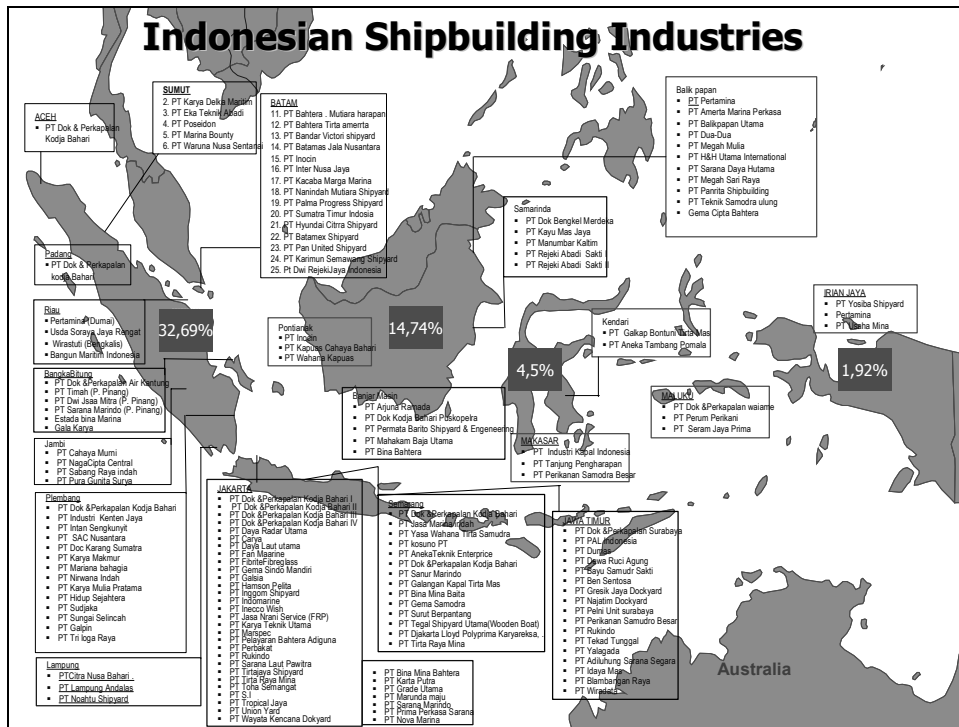 Indonesian Shipbuilding Industries
ACEH
PT Dok & Perkapalan
Kodja Bahari
SUMUT
2. PT Karya Delka Maritim
3. PT Eka Teknik Abadi
4. PT Poseidon
5. PT Marina Bounty
6. PT Waruna Nusa Sentanai
BATAM
11. PT Bahtera . Mutiara harapan
12. PT Bahtera Tirta amerrta
13. PT Bandar Victori shipyard
14. PT Batamas Jala Nusantara
15. PT Inocin
16. PT Inter Nusa Jaya
17. PT Kacaba Marga Marina
18. PT Nanindah Mutiara Shipyard
19. PT Palma Progress Shipyard
20. PT Sumatra Timur Indosia
21. PT Hyundai Citrra Shipyard
22. PT Batamex Shipyard
23. PT Pan United Shipyard
24. PT Karimun Semawang Shipyard
25. Pt Dwi RejekiJaya Indonesia
Balik papan
PT Pertamina
PT Amerta Marina Perkasa
PT Balikpapan Utama
PT Dua-Dua
PT Megah Mulia
PT H&H Utama International
PT Sarana Daya Hutama
PT Megah Sari Raya
PT Panrita Shipbuilding
PT Teknik Samodra ulung
Gema Cipta Bahtera
Samarinda
PT Dok Bengkel Merdeka
PT Kayu Mas Jaya
PT Manumbar Kaltim
PT Rejeki Abadi Sakti I
PT Rejeki Abadi Sakti II
Padang
PT Dok & Perkapalan
kodja Bahari
Riau
Pertamina (Dumai)
Usda Soraya Jaya Rengat
Wirastuti (Bengkalis)
Bangun Maritim Indonesia
32,69%
Pontianak
PT Inocin
PT Kapuas Cahaya Bahari
PT Wahana Kapuas
14,74%
4,5%
Kendari
PT Galkap Bontuni Tirta Mas
PT Aneka Tambang Pomala
IRIAN JAYA
PT Yosiba Shipyard
Pertamina
PT Usaha Mina
1,92%
BangkaBitung
PT Dok &Perkapalan Air Kantung
PT Timah (P. Pinang)
PT Dwi Jsaa Mitra (P. Pinang)
PT Sarana Marindo (P. Pinang)
Estada bina Marina
Gala Karya
Banjar Masin
PT Arjuna Ramada
PT Dok Kodja Bahari Puskopelra
PT Permata Barito Shipyard & Engeneering
PT Mahakam Baja Utama
PT Bina Bahtera
MAKASAR
PT Industri Kapal Indonesia
PT Tanjung Pengharapan
PT Perikanan Samodra Besar
MALUKU
PT Dok &Perkapalan waiame
PT Perum Perikani
PT Seram Jaya Prima
Jambi
PT Cahaya Murni
PT NagaCipta Central
PT Sabang Raya indah
PT Pura Gunita Surya
Plembang
PT Dok &Perkapalan Kodja Bahari
PT Industri Kenten Jaya
PT Intan Sengkunyit
PT SAC Nusantara
PT Doc Karang Sumatra
PT Karya Makmur
PT Mariana bahagia
PT Nirwana Indah
PT Karya Mulia Pratama
PT Hidup Sejahtera
PT Sudjaka
PT Sungai Selincah
PT Galpin
PT Tri loga Raya
Lampung
PTCitra Nusa Bahari .
PT Lampung Andalas
PT Noahtu Shipyard
JAKARTA
PT Dok &Perkapalan Kodja Bahari I
PT Dok &Perkapalan Kodja Bahari II
PT Dok &Perkapalan Kodja Bahari III
PT Dok &Perkapalan Kodja Bahari IV
PT Daya Radar Utama
PT Carya
PT Daya Laut utama
PT Fan Maarine
PT FibriteFibreglass
PT Gema Sindo Mandiri
PT Galsia
PT Hamson Pelita
PT Inggom Shipyard
PT Indomarine
PT Inecco Wish
PT Jasa Nrani Service (FRP)
PT Karya Teknik Utama
PT Marspec
PT Pelayaran Bahtera Adiguna
PT Perbakat
PT Rukindo
PT Sarana Laut Pawitra
PT Tirtajaya Shipyard
PT Tirta Raya Mina
PT Toha Semangat
PT S.I
PT Tropical Jaya
PT Union Yard
PT Wayata Kencana Dokyard
PT Bina Mina Bahtera
PT Karta Putra
PT Grade Utama
PT Marunda maju
PT Sarana Marindo
PT Prima Perkasa Sarana
PT Nova Marina
Semarang
PT Dok &Perkapalan Kodja Bahari
PT Jasa Marina indah
PT Yasa Wahana Tirta Samudra
PT kosuno PT
PT AnekaTeknik Enterprice
PT Dok &Perkapalan Kodja Bahari
PT Sanur Marindo
PT Galangan Kapal Tirta Mas
PT Bina Mina Baita
PT Gema Samodra
PT Surut Berpantang
PT Tegal Shipyard Utama(Wooden Boat)
PT Djakarta Lloyd Polyprima Karyareksa, .
PT Tirta Raya Mina
JAWA TIMUR
PT Dok &Perkapalan Surabaya
PT PAL Indonesia
PT Dumas
PT Dewa Ruci Agung
PT Bayu Samudr Sakti
PT Ben Sentosa
PT Gresik Jaya Dockyard
PT Najatim Dockyard
PT Pelni Unit surabaya
PT Perikanan Samudro Besar
PT Rukindo
PT Tekad Tunggal
PT Yalagada
PT Adiluhung Sarana Segara
PT Idaya Mas
PT Blambangan Raya
PT Wiradata
Australia